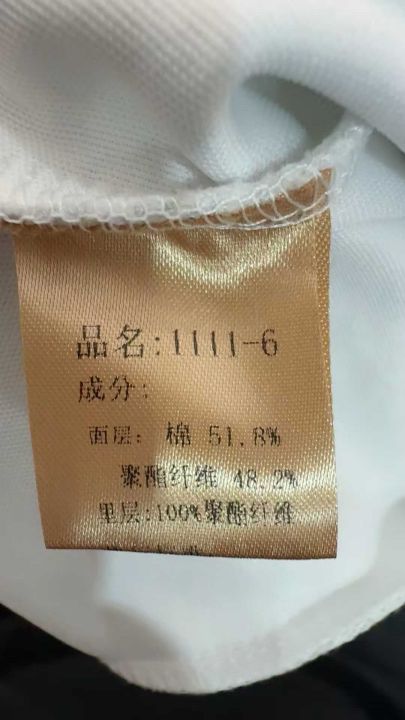 品名:1111-6
成分:
面层: 棉 51.8%
聚酯纤维 48.2%
里层:100%聚酯纤维